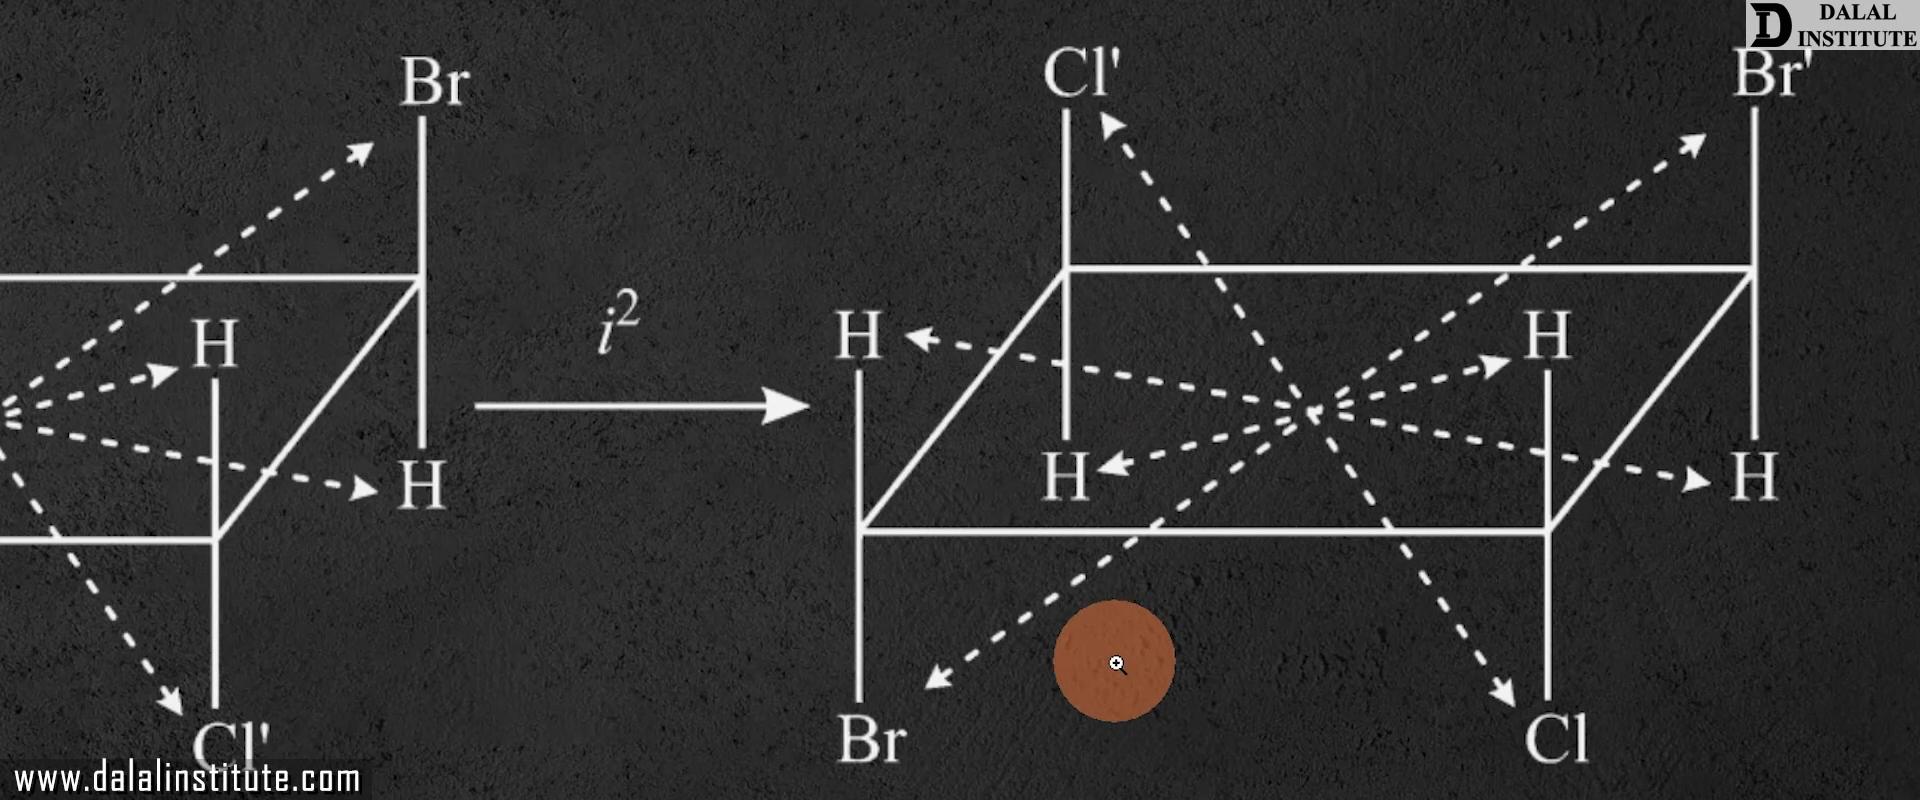 DALAL
INSTITUTE
Br
Cl'
Br'
i²
H
H
H
H
H
H
Cl'
Br
Cl
www.dalalinstitute.com